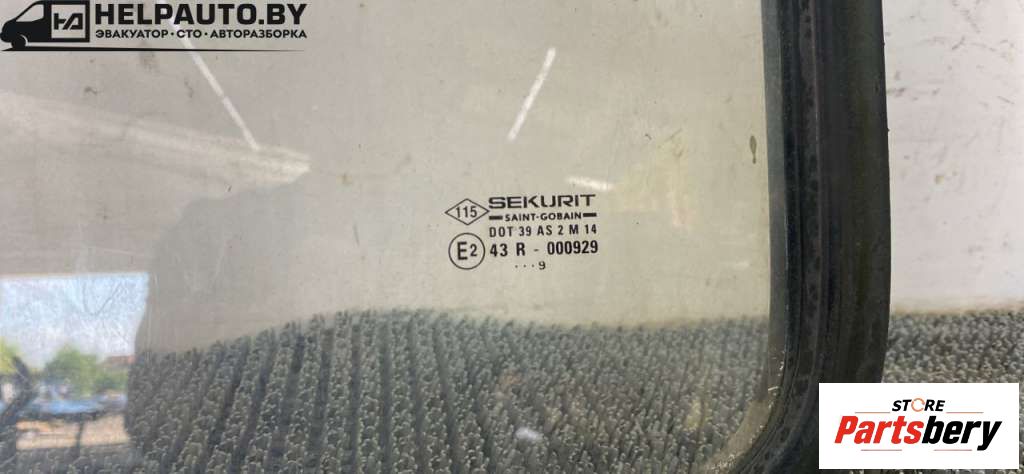 HELPAUTO.BY
ЭВАКУАТОР · СТО · АВТОРАЗБОРКА
115 SEKURIT
SAINT-GOBAIN
DOT 39 AS 2 M 14
E2 43 R - 000929
...9
STORE
Partsbery